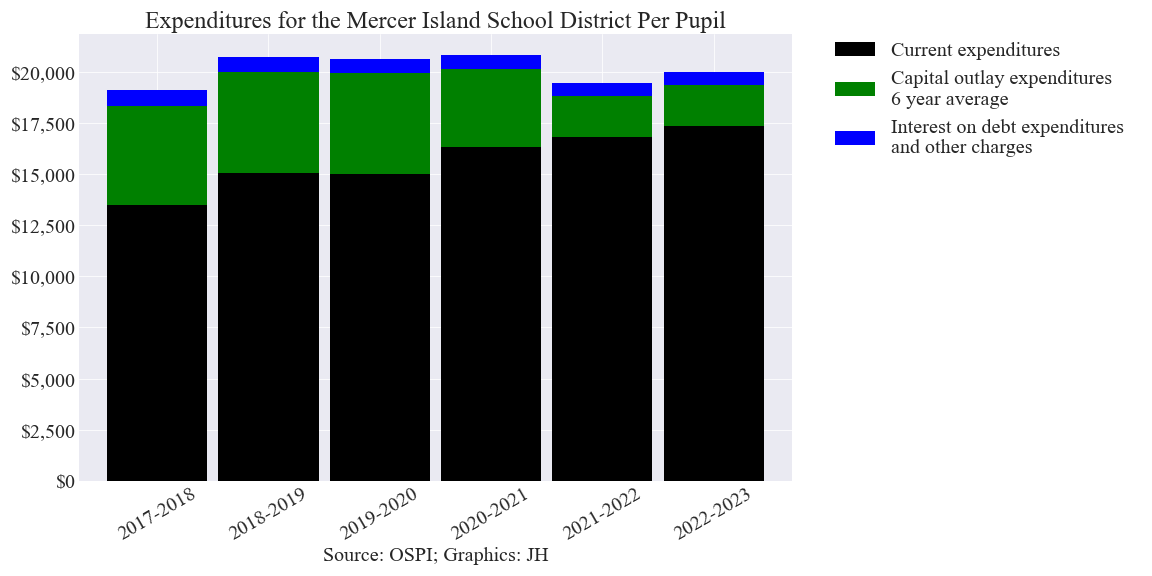 Expenditures for the Mercer Island School District Per Pupil
$20,000
$17,500
$15,000
$12,500
$10,000
$7,500
$5,000
$2,500
$0
2017-2018
2018-2019
2019-2020
2020-2021
2021-2022
2022-2023
Source: OSPI; Graphics: JH
Current expenditures
Capital outlay expenditures
6 year average
Interest on debt expenditures
and other charges